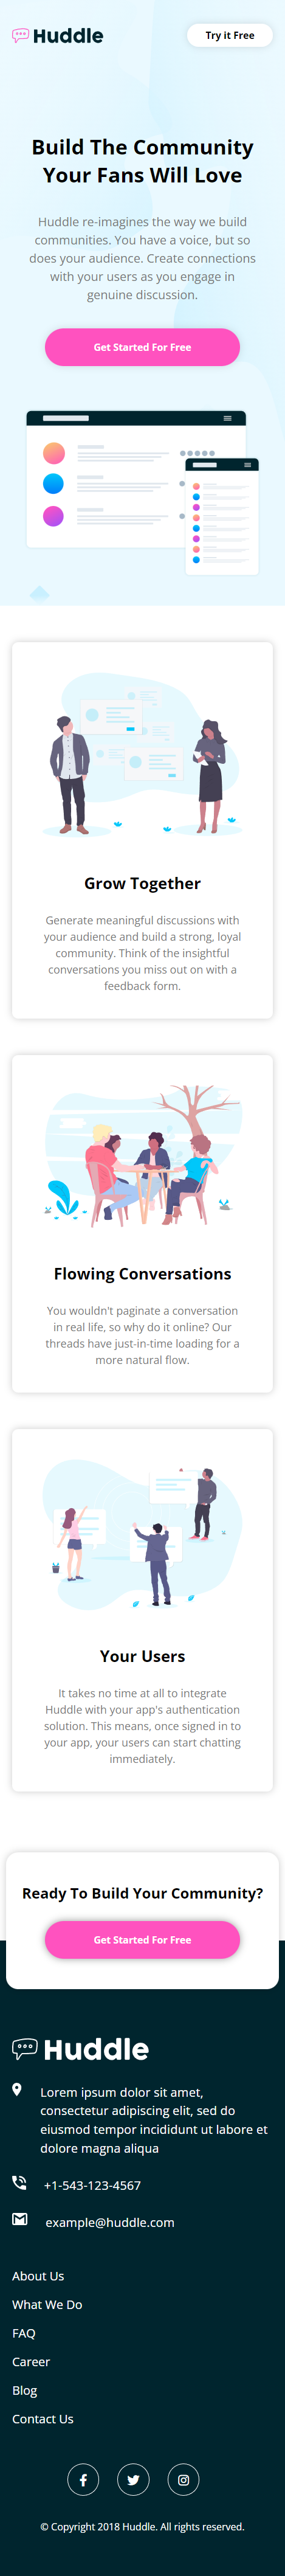 Huddle
Try it Free
Build The Community
Your Fans Will Love
Huddle re-imagines the way we build
communities. You have a voice, but so
does your audience. Create connections
with your users as you engage in
genuine discussion.
Get Started For Free
Grow Together
Generate meaningful discussions with
your audience and build a strong, loyal
community. Think of the insightful
conversations you miss out on with a
feedback form.
Flowing Conversations
You wouldn't paginate a conversation
in real life, so why do it online? Our
threads have just-in-time loading for a
more natural flow.
Your Users
It takes no time at all to integrate
Huddle with your app's authentication
solution. This means, once signed in to
your app, your users can start chatting
immediately.
Ready To Build Your Community?
Get Started For Free
Huddle
Lorem ipsum dolor sit amet,
consectetur adipiscing elit, sed do
eiusmod tempor incididunt ut labore et
dolore magna aliqua
+1-543-123-4567
example@huddle.com
About Us
What We Do
FAQ
Career
Blog
Contact Us
© Copyright 2018 Huddle. All rights reserved.